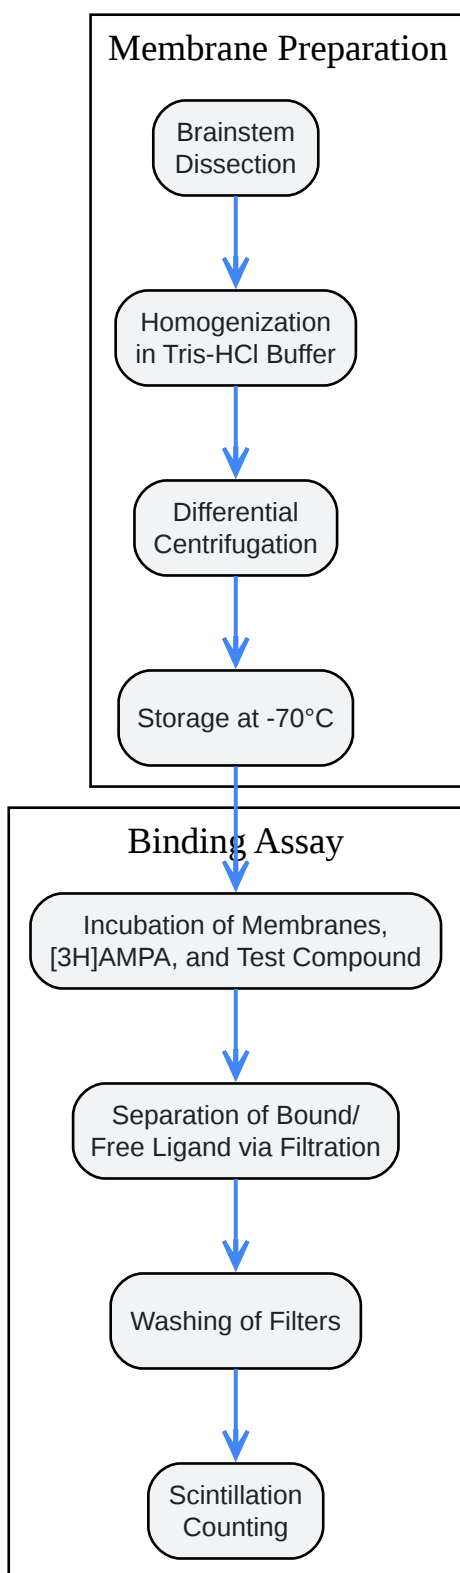 Membrane Preparation
Brainstem
Dissection
Homogenization
in Tris-HCl Buffer
Differential
Centrifugation
Storage at -70°C
Binding Assay
Incubation of Membranes,
[3H]AMPA, and Test Compound
Separation of Bound/
Free Ligand via Filtration
Washing of Filters
Scintillation
Counting